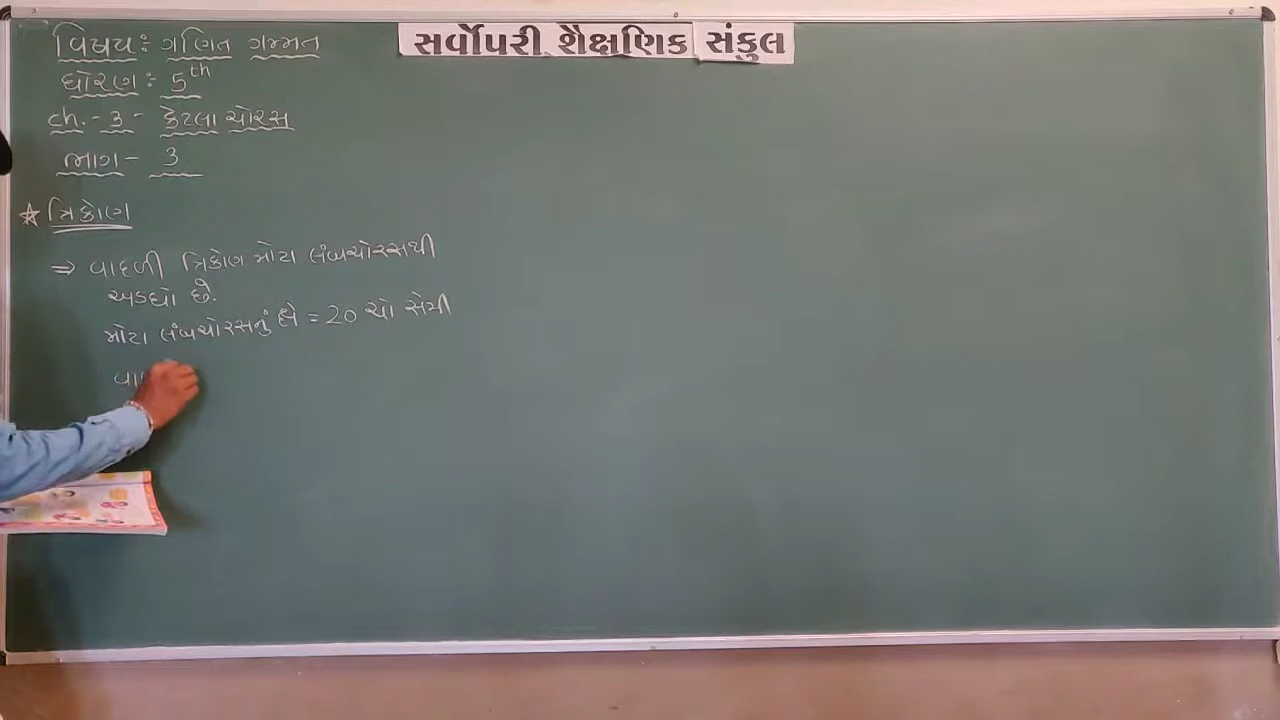 સર્વોપરી શૈક્ષણિક સંકુલ
વિષય: ગણિત ગમ્મત
ધોરણ: 5th
ch.- 3 - કેટલા ચોરસ
ભાગ - 3
★ ત્રિકોણ
⇒ વાદળી ત્રિકોણ મોટા લંબચોરસથી
અડધો છે.
મોટા લંબચોરસનું ક્ષે = 20 ચો સેમી